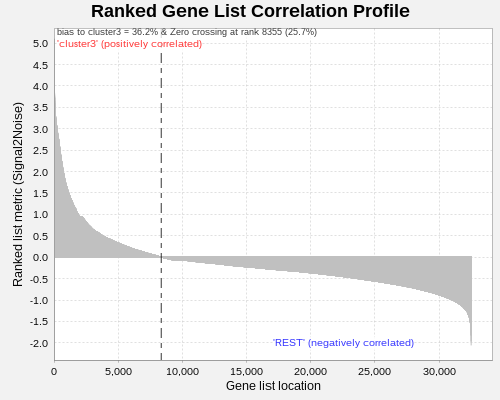 Ranked Gene List Correlation Profile
bias to cluster3 = 36.2% & Zero crossing at rank 8355 (25.7%)
'cluster3' (positively correlated)
5.0
4.5
4.0
3.5
3.0
2.5
2.0
1.5
1.0
0.5
0.0
-0.5
-1.0
-1.5
-2.0
Ranked list metric (Signal2Noise)
'REST' (negatively correlated)
0 5,000 10,000 15,000 20,000 25,000 30,000
Gene list location